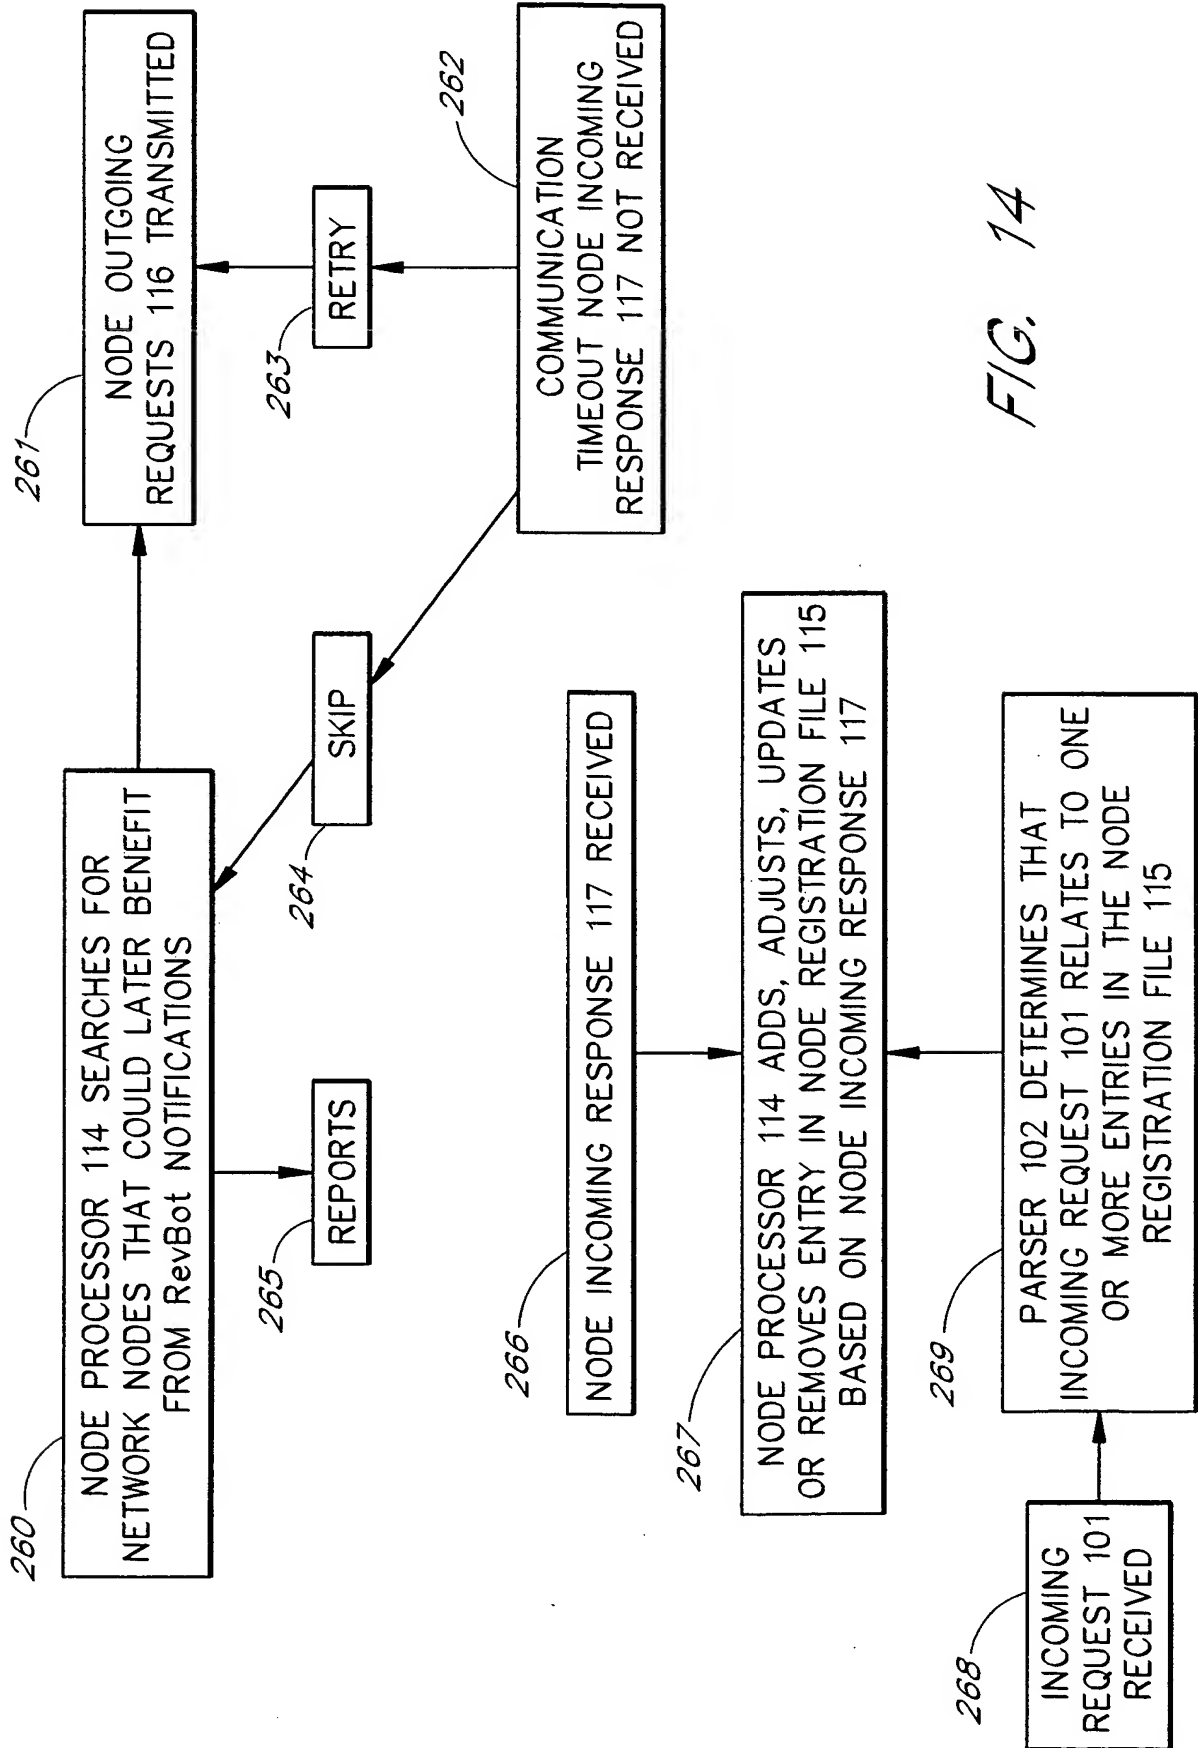 260
NODE PROCESSOR 114 SEARCHES FOR
NETWORK NODES THAT COULD LATER BENEFIT
FROM RevBot NOTIFICATIONS
261
NODE OUTGOING
REQUESTS 116 TRANSMITTED
265
REPORTS
264
SKIP
263
RETRY
262
COMMUNICATION
TIMEOUT NODE INCOMING
RESPONSE 117 NOT RECEIVED
266
NODE INCOMING RESPONSE 117 RECEIVED
267
NODE PROCESSOR 114 ADDS, ADJUSTS, UPDATES
OR REMOVES ENTRY IN NODE REGISTRATION FILE 115
BASED ON NODE INCOMING RESPONSE 117
268
INCOMING
REQUEST 101
RECEIVED
269
PARSER 102 DETERMINES THAT
INCOMING REQUEST 101 RELATES TO ONE
OR MORE ENTRIES IN THE NODE
REGISTRATION FILE 115
FIG. 14